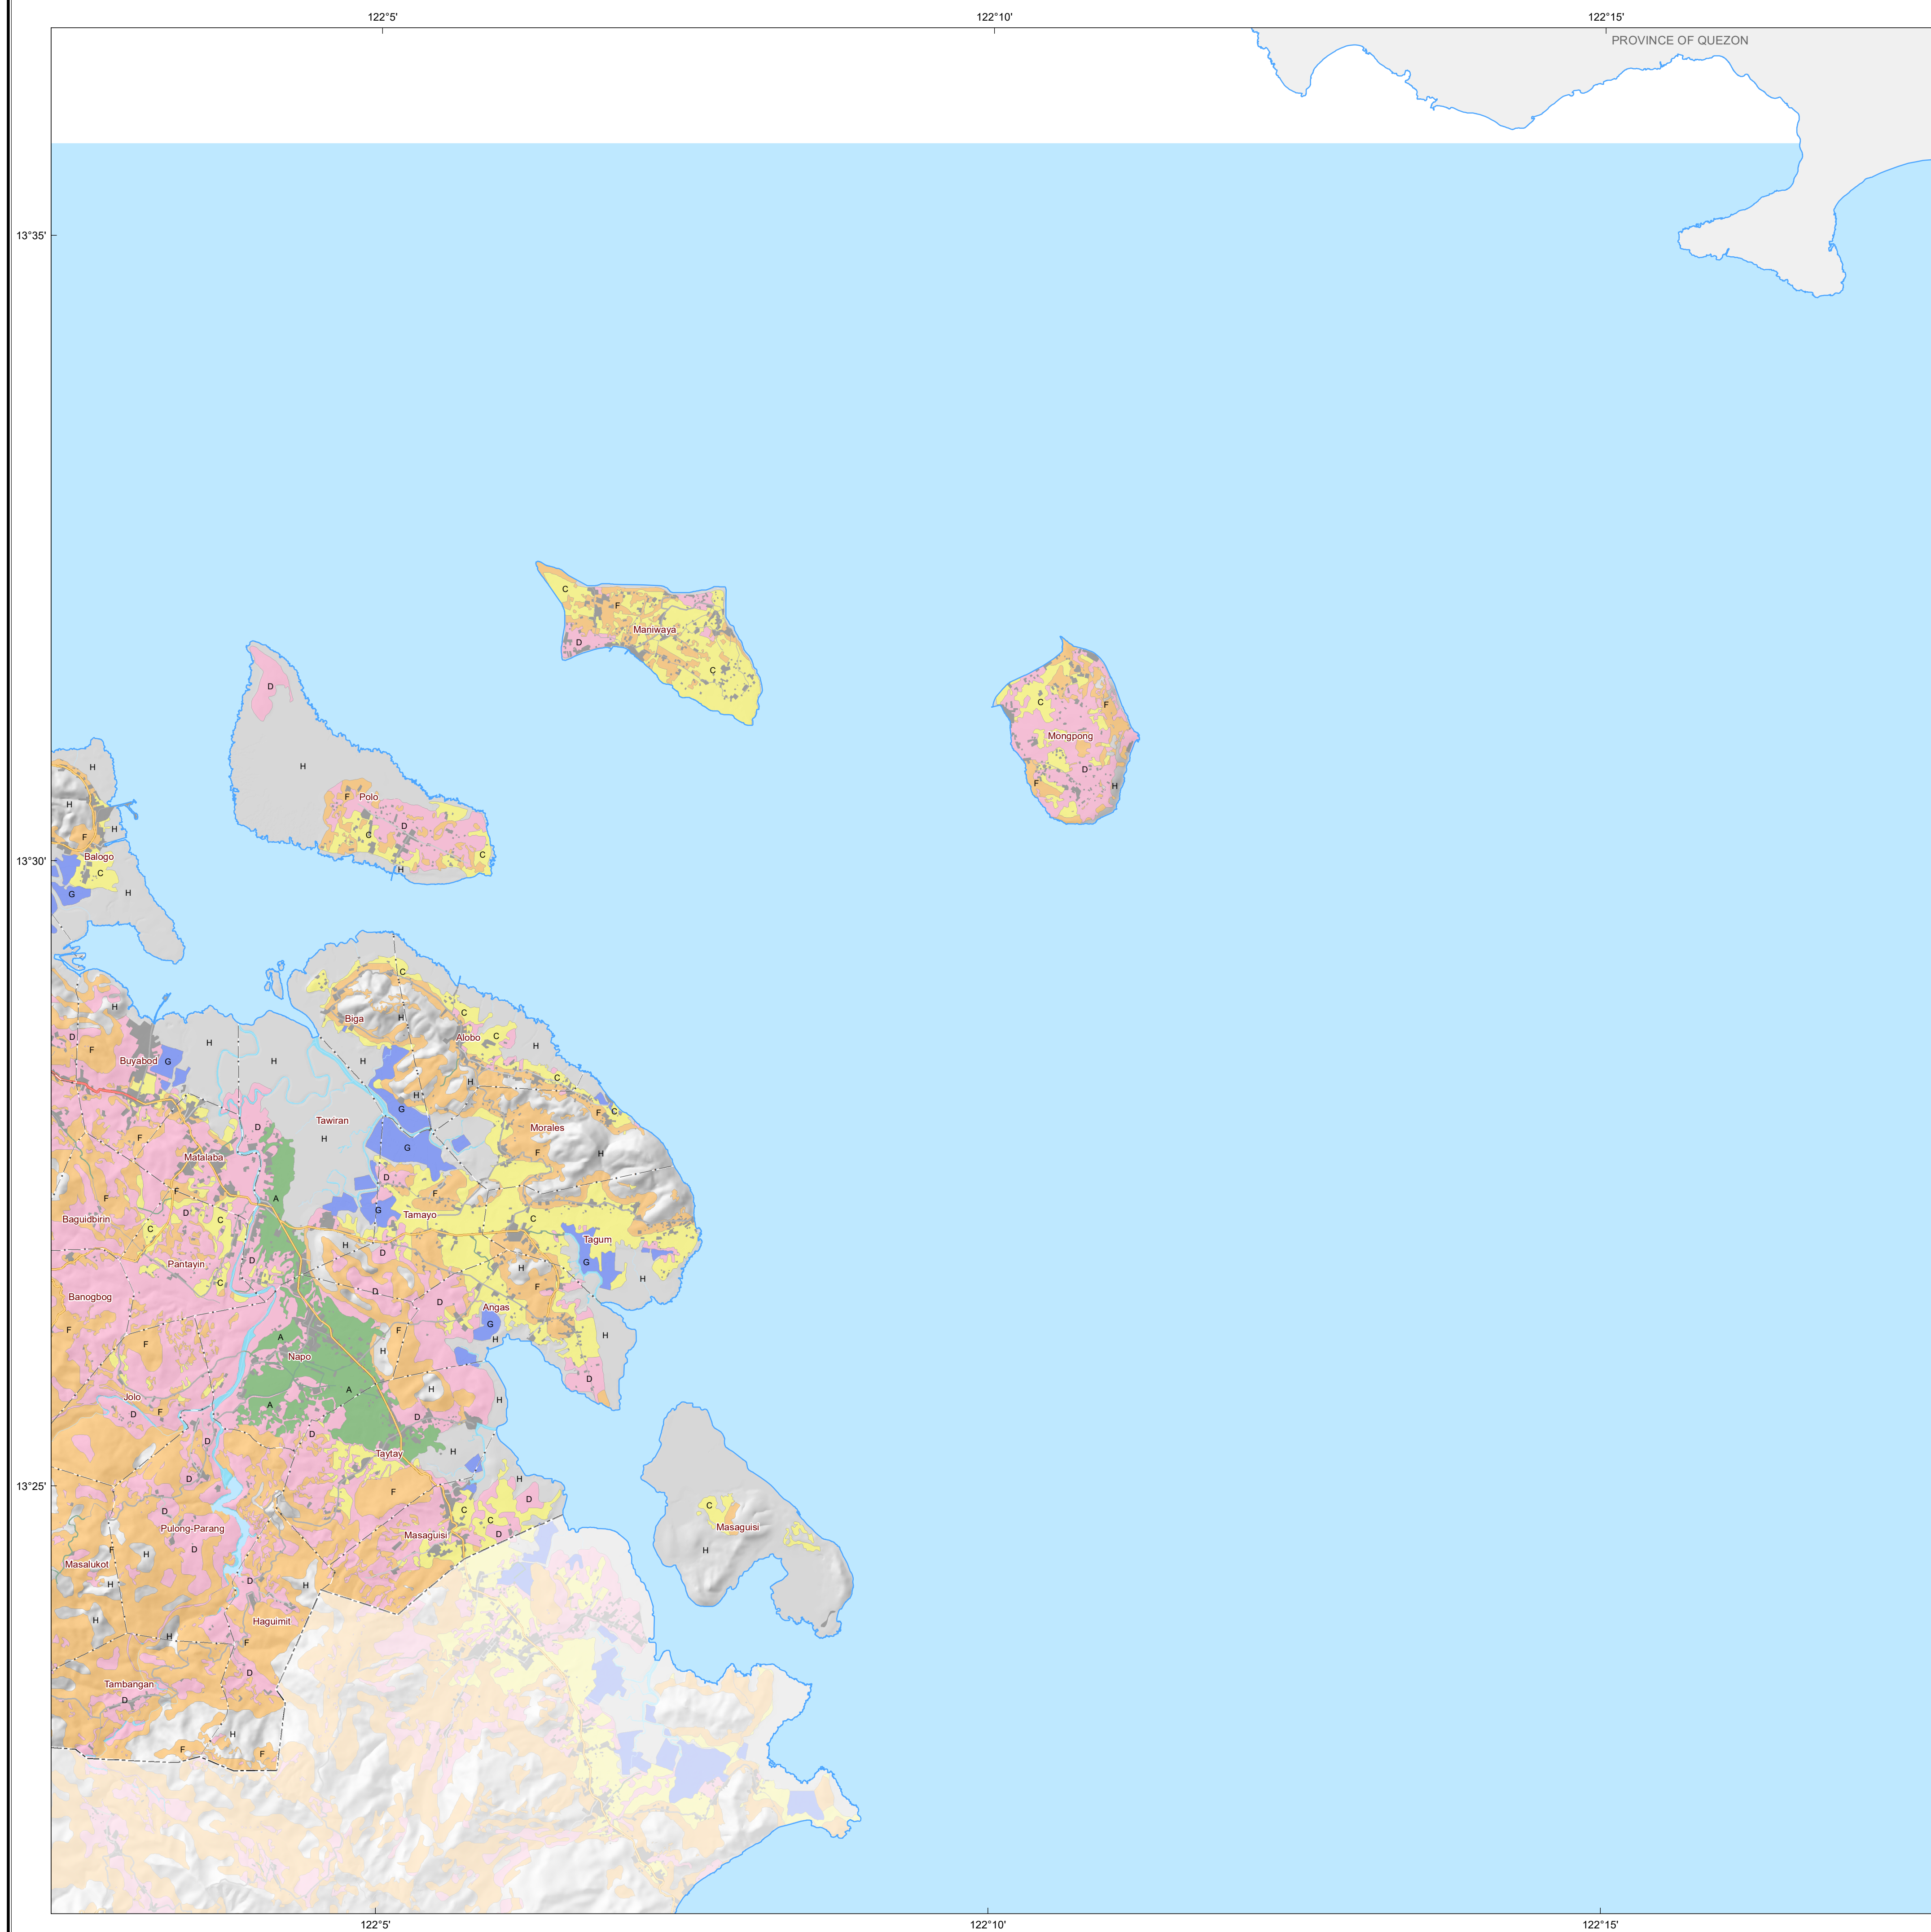 122°5'
122°10'
122°15'
PROVINCE OF QUEZON
13°35'
C
F
Maniwaya
D
C
D
C
F
Mongpong
H
H
D
F
H
H
F
Polo
D
C
C
H
H
F
Balogo
C
G
H
13°30'
C
H
D
F
Buyabod
G
H
H
Biga
H
H
C
Alobo
C
H
H
H
G
C
F
C
Tawiran
H
D
G
Morales
F
H
F
Matalaba
F
F
D
A
D
F
G
Tamayo
C
Baguidbirin
C
C
Pantayin
D
C
H
D
Tagum
G
H
H
F
Banogbog
D
D
Angas
G
H
H
F
F
A
Napo
F
H
A
A
H
H
D
Jolo
D
F
D
D
D
H
Taytay
13°25'
D
D
F
H
D
C
C
D
Masaguisi
C
Masaguisi
H
Pulong-Parang
D
F
H
Masalukot
H
D
H
H
Haguimit
H
F
D
Tambangan
D
H
F
F
122°5'
122°10'
122°15'